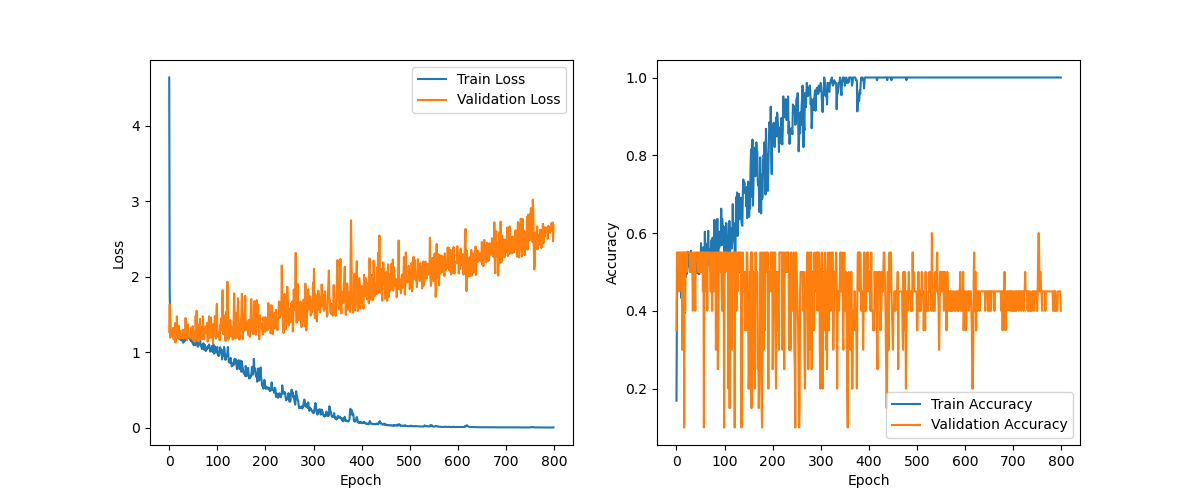 Train Loss
Validation Loss
4
3
2
1
0
Loss
0 100 200 300 400 500 600 700 800
Epoch
1.0
0.8
0.6
0.4
0.2
Accuracy
Train Accuracy
Validation Accuracy
0 100 200 300 400 500 600 700 800
Epoch